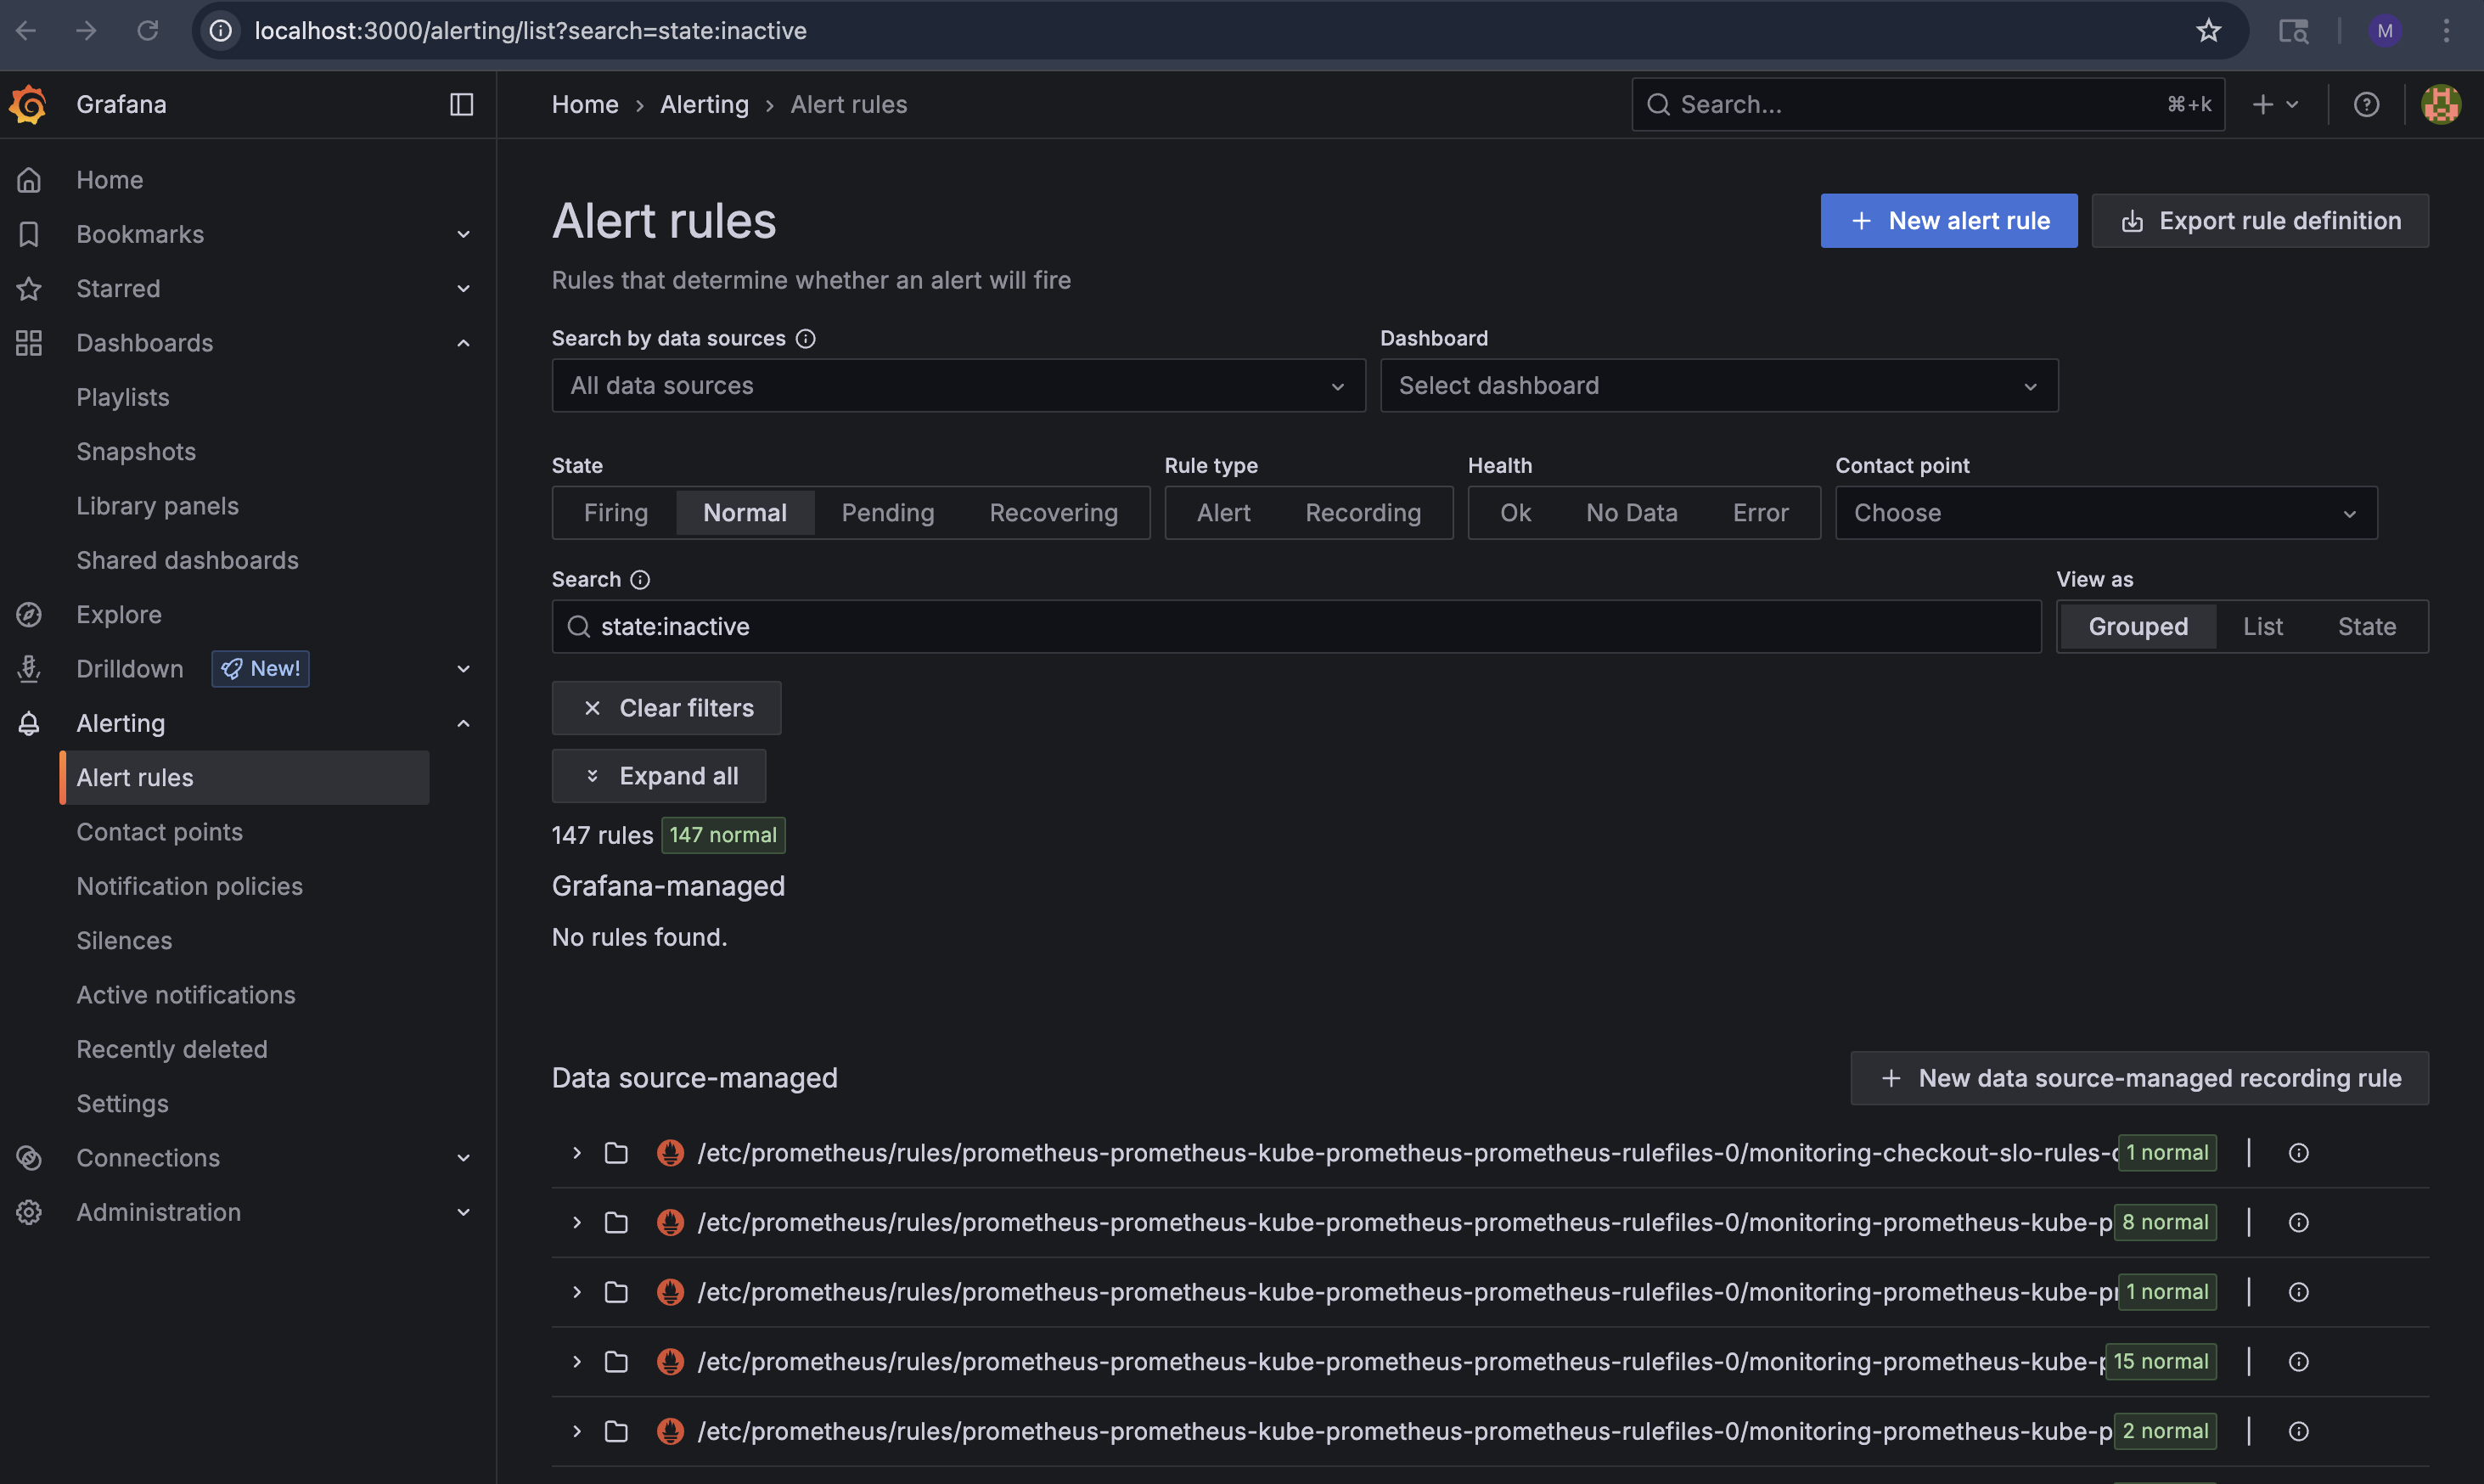 localhost:3000/alerting/list?search=state:inactive
M
Grafana
Home › Alerting › Alert rules
Search...
⌘+k
Home
Bookmarks
Starred
Dashboards
Playlists
Snapshots
Library panels
Shared dashboards
Explore
Drilldown New!
Alerting
Alert rules
Contact points
Notification policies
Silences
Active notifications
Recently deleted
Settings
Connections
Administration
Alert rules
+ New alert rule
Export rule definition
Rules that determine whether an alert will fire
Search by data sources
Dashboard
All data sources
Select dashboard
State
Rule type
Health
Contact point
Firing Normal Pending Recovering
Alert Recording
Ok No Data Error
Choose
Search
View as
state:inactive
Grouped List State
Clear filters
Expand all
147 rules 147 normal
Grafana-managed
No rules found.
Data source-managed
+ New data source-managed recording rule
/etc/prometheus/rules/prometheus-prometheus-kube-prometheus-prometheus-rulefiles-0/monitoring-checkout-slo-rules- 1 normal
/etc/prometheus/rules/prometheus-prometheus-kube-prometheus-prometheus-rulefiles-0/monitoring-prometheus-kube-p 8 normal
/etc/prometheus/rules/prometheus-prometheus-kube-prometheus-prometheus-rulefiles-0/monitoring-prometheus-kube-p 1 normal
/etc/prometheus/rules/prometheus-prometheus-kube-prometheus-prometheus-rulefiles-0/monitoring-prometheus-kube- 15 normal
/etc/prometheus/rules/prometheus-prometheus-kube-prometheus-prometheus-rulefiles-0/monitoring-prometheus-kube-p 2 normal